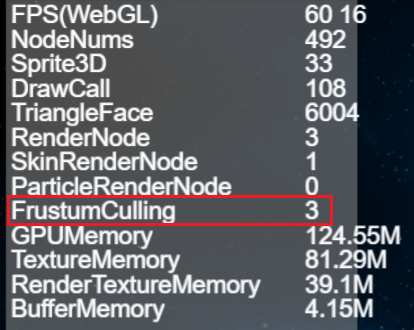 FPS(WebGL) 60 16
NodeNums 492
Sprite3D 33
DrawCall 108
TriangleFace 6004
RenderNode 3
SkinRenderNode 1
ParticleRenderNode 0
FrustumCulling 3
GPUMemory 124.55M
TextureMemory 81.29M
RenderTextureMemory 39.1M
BufferMemory 4.15M